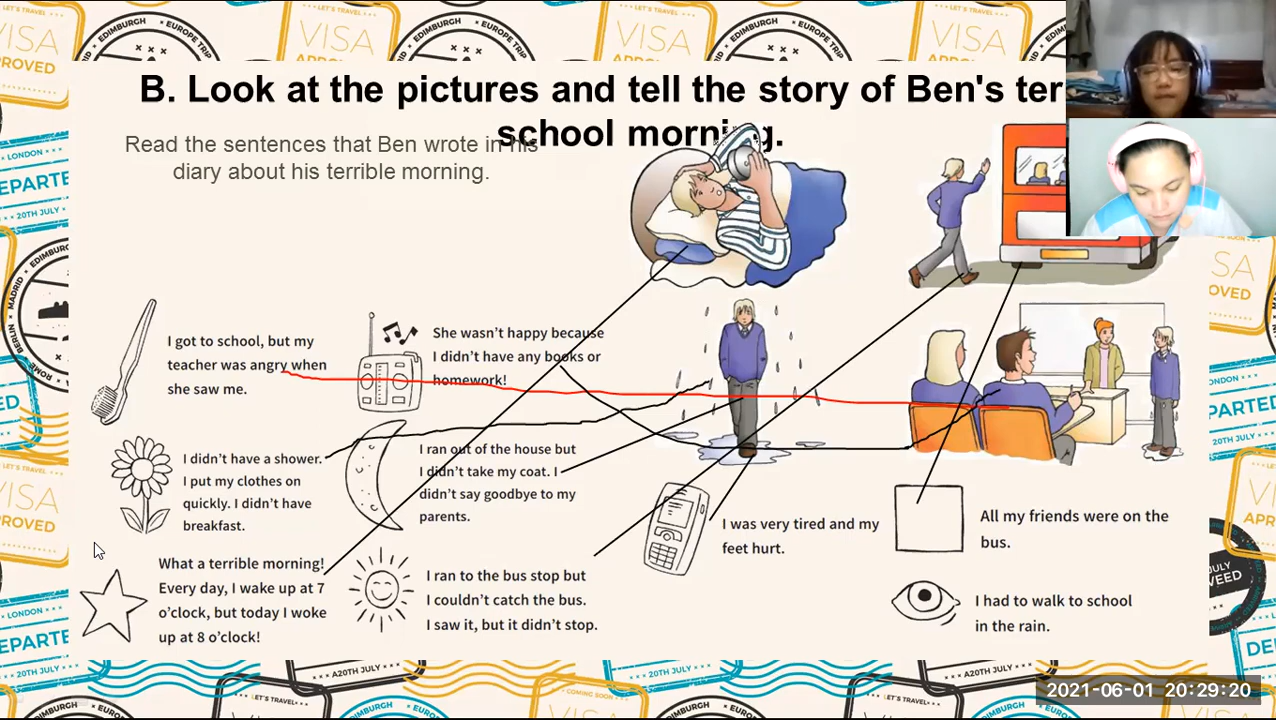 B. Look at the pictures and tell the story of Ben's ter
school morning.
Read the sentences that Ben wrote in his
diary about his terrible morning.
I got to school, but my
teacher was angry when
she saw me.
She wasn't happy because
I didn't have any books or
homework!
I didn't have a shower.
I put my clothes on
quickly. I didn't have
breakfast.
I ran out of the house but
I didn't take my coat. I
didn't say goodbye to my
parents.
I was very tired and my
feet hurt.
All my friends were on the
bus.
What a terrible morning!
Every day, I wake up at 7
o'clock, but today I woke
up at 8 o'clock!
I ran to the bus stop but
I couldn't catch the bus.
I saw it, but it didn't stop.
I had to walk to school
in the rain.
2021-06-01 20:29:20